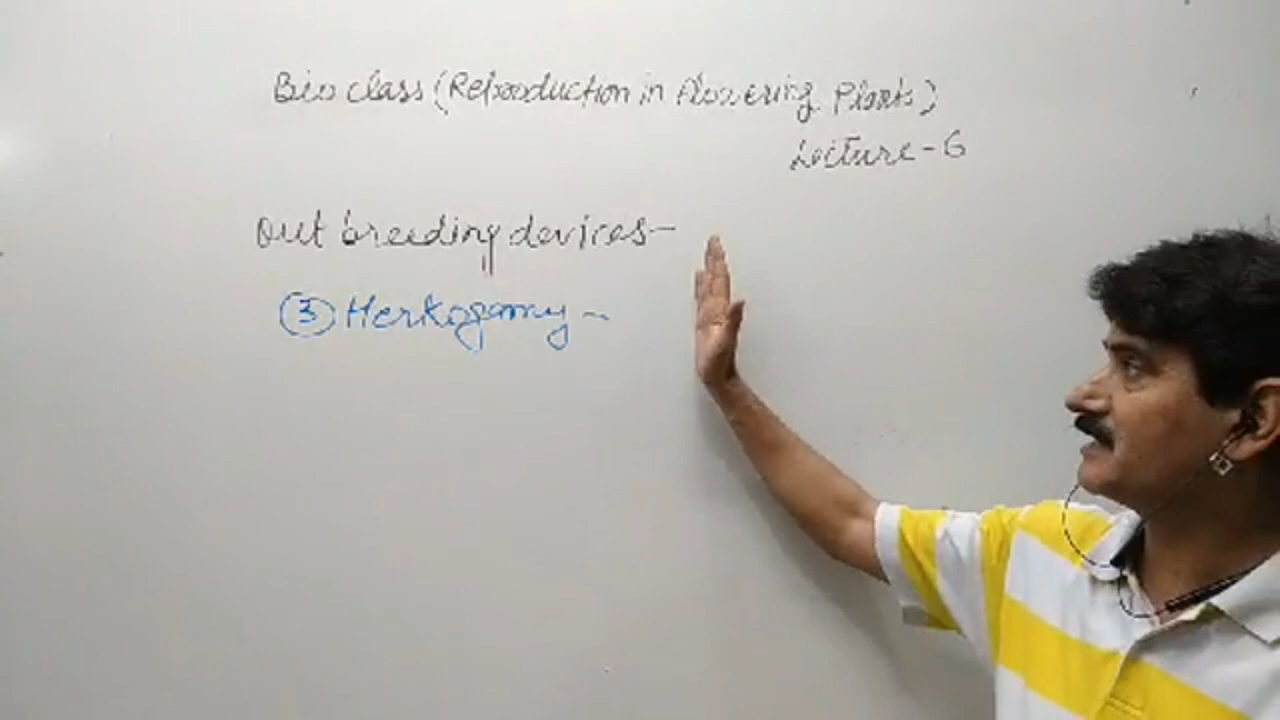 Bio class (Reproduction in flowering Plants)
Lecture-6
Out breeding devices-
③ Herkogamy -